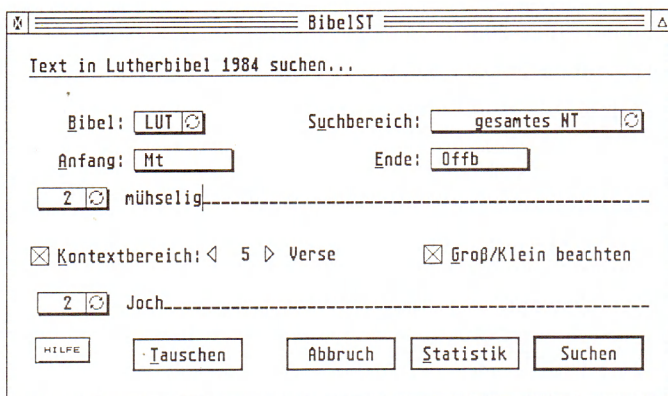 BibelST
Text in Lutherbibel 1984 suchen...
Bibel: LUT Suchbereich: gesamtes NT
Anfang: Mt Ende: Offb
2 mühselig
Kontextbereich: 5 Verse Groß/Klein beachten
2 Joch
HILFE Tauschen Abbruch Statistik Suchen